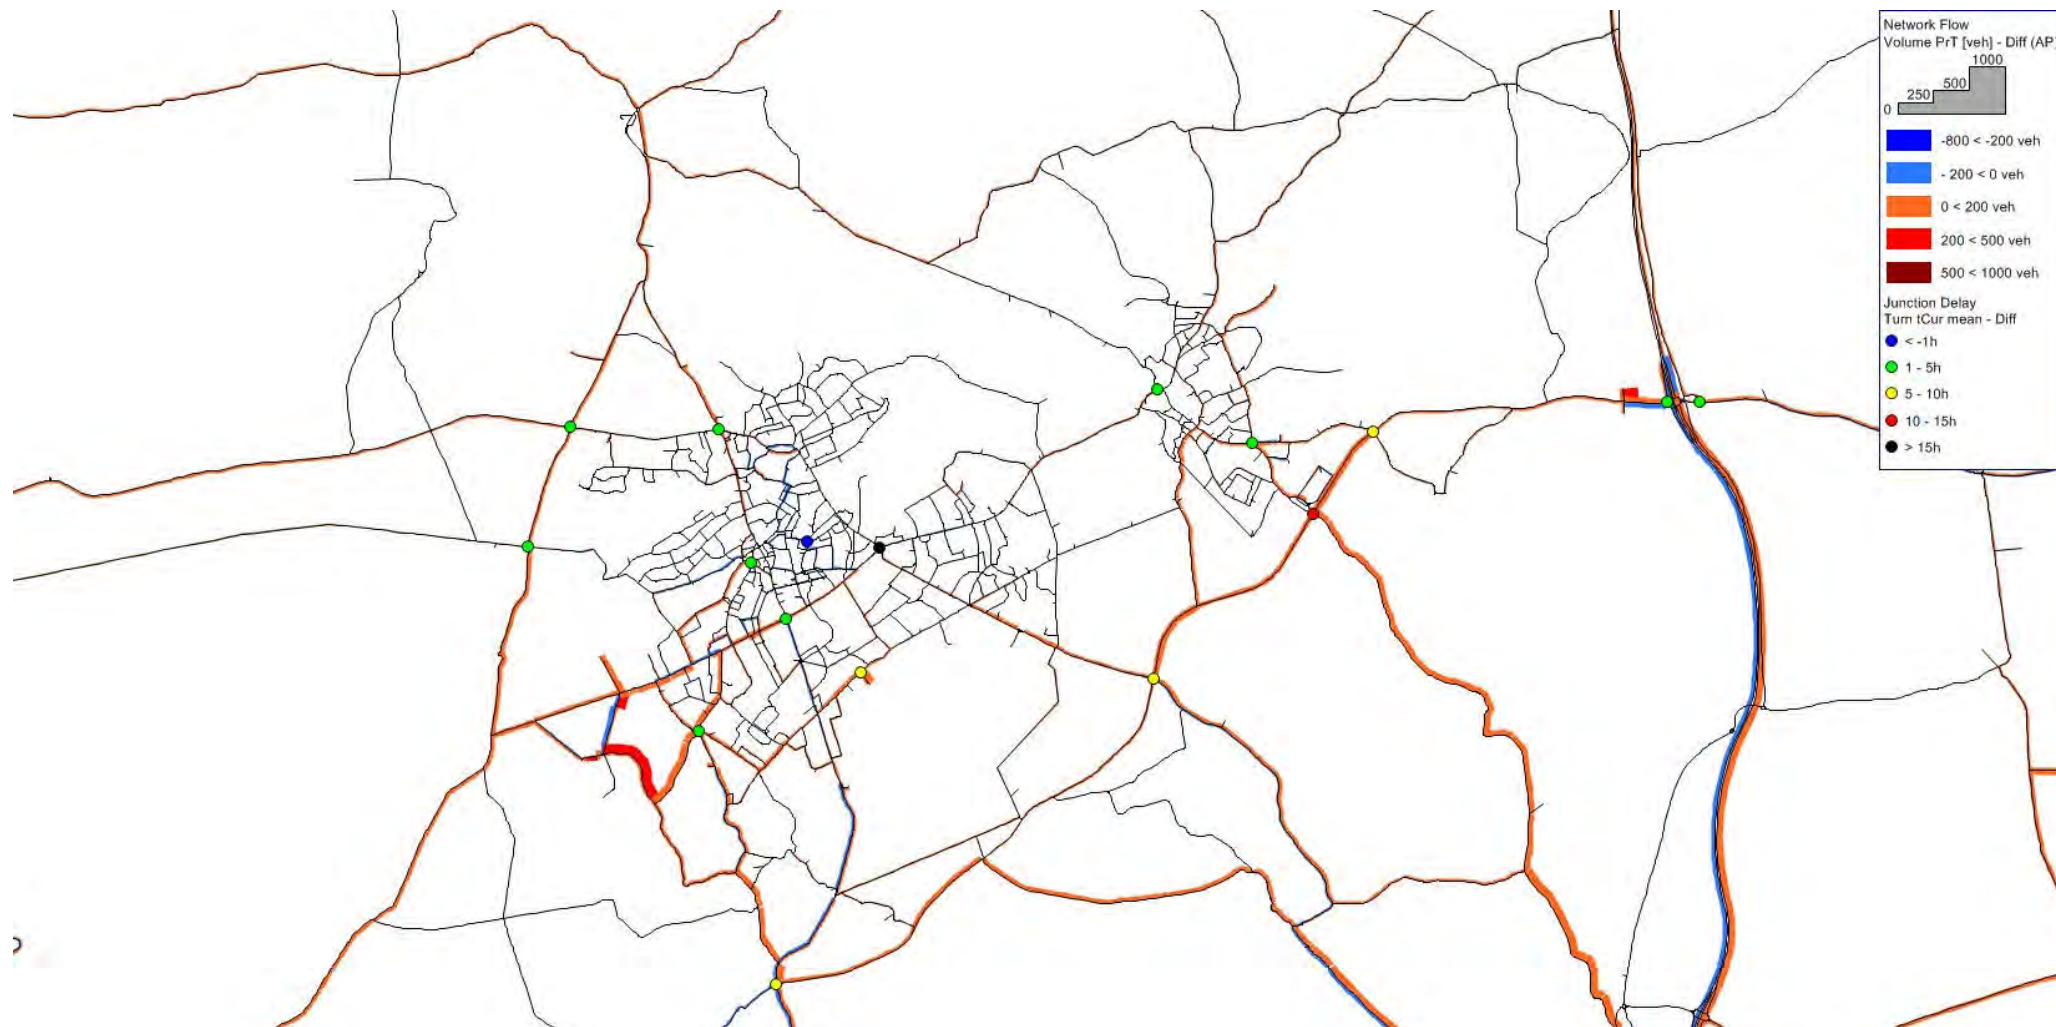 Network Flow
Volume PrT [veh] - Diff (AP)
1000
500
250
0
-800 < -200 veh
- 200 < 0 veh
0 < 200 veh
200 < 500 veh
500 < 1000 veh
Junction Delay
Turn tCur mean - Diff
< -1h
1 - 5h
5 - 10h
10 - 15h
> 15h